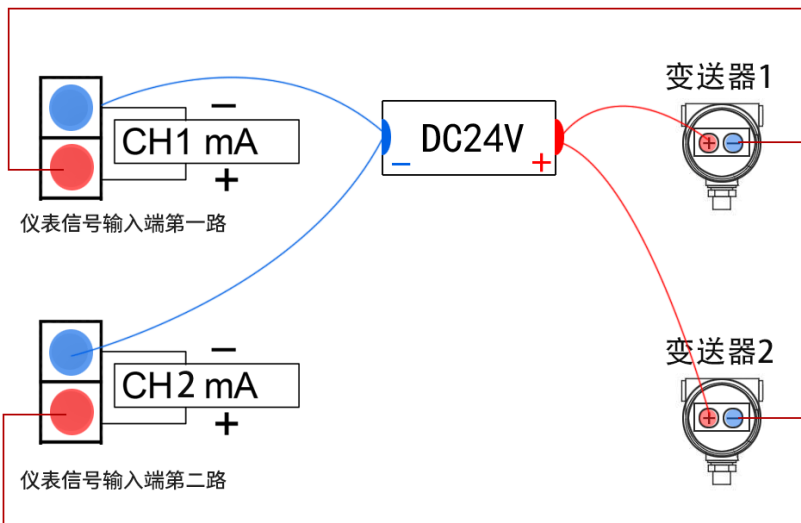 变送器1
−
CH1 mA
+
DC24V
− +
+ −
仪表信号输入端第一路
变送器2
−
CH2 mA
+
+ −
仪表信号输入端第二路